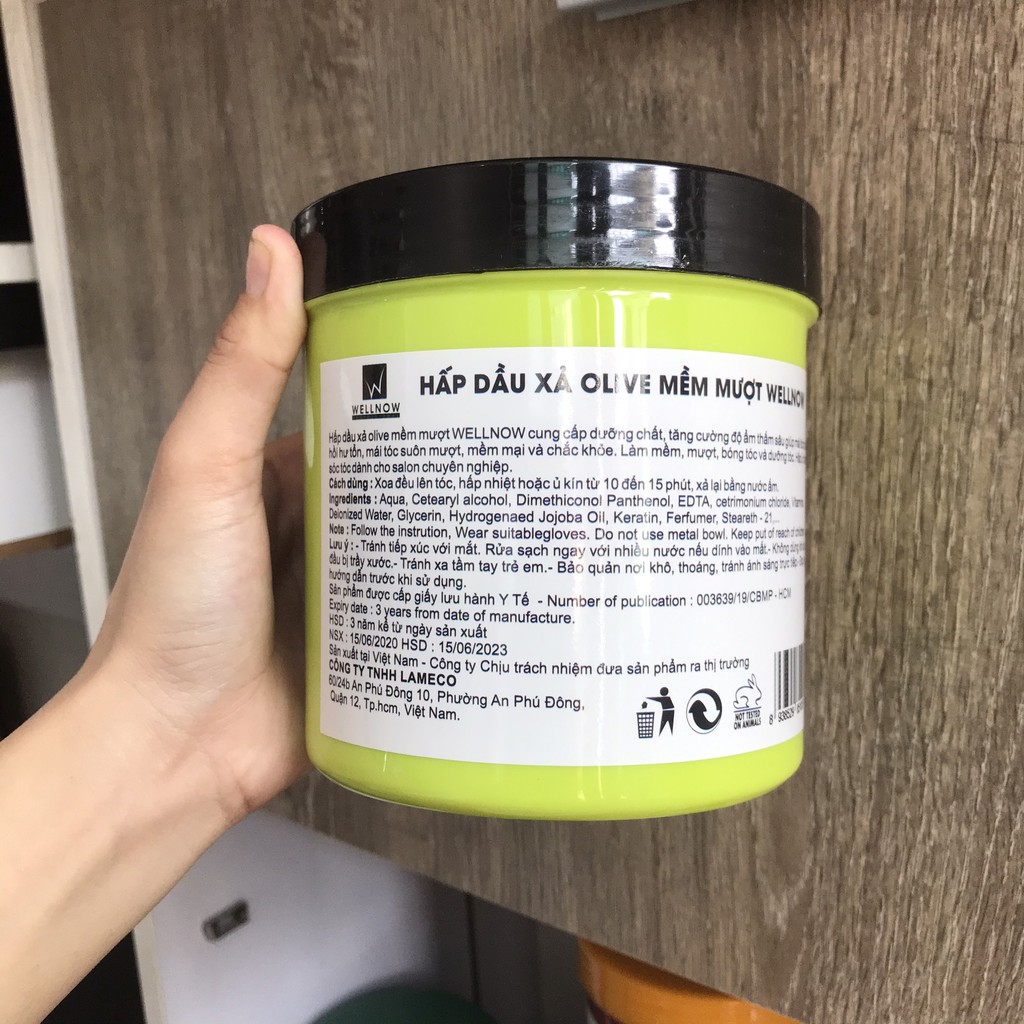 WELLNOW
HẤP DẦU XẢ OLIVE MỀM MƯỢT WELLNOW
Hấp dầu xả olive mềm mượt WELLNOW cung cấp dưỡng chất, tăng cường độ ẩm thẩm sâu giúp
hồi hư tổn, mái tóc suôn mượt, mềm mại và chắc khỏe. Làm mềm, mượt, bóng tóc và dưỡng tóc.
sóc tóc dành cho salon chuyên nghiệp.
Cách dùng : Xoa đều lên tóc, hấp nhiệt hoặc ủ kín từ 10 đến 15 phút, xả lại bằng nước ấm.
Ingredients : Aqua, Cetearyl alcohol, Dimethiconol Panthenol, EDTA, cetrimonium chloride,
Deionized Water, Glycerin, Hydrogenaed Jojoba Oil, Keratin, Ferfumer, Steareth - 21,...
Note : Follow the instrution, Wear suitablegloves. Do not use metal bowl. Keep put of reach of
Lưu ý : - Tránh tiếp xúc với mắt. Rửa sạch ngay với nhiều nước nếu dính vào mắt.- Không dùng
đầu bị trầy xước.- Tránh xa tầm tay trẻ em.- Bảo quản nơi khô, thoáng, tránh ánh sáng trực tiếp.-
hướng dẫn trước khi sử dụng.
Sản phẩm được cấp giấy lưu hành Y Tế - Number of publication : 003639/19/CBMP - HCM
Expiry date : 3 years from date of manufacture.
HSD : 3 năm kể từ ngày sản xuất
NSX : 15/06/2020 HSD : 15/06/2023
Sản xuất tại Việt Nam - Công ty Chịu trách nhiệm đưa sản phẩm ra thị trường
CÔNG TY TNHH LAMECO
60/24b An Phú Đông 10, Phường An Phú Đông,
Quận 12, Tp.hcm, Việt Nam.
NOT TESTED
ON ANIMALS
8 938529